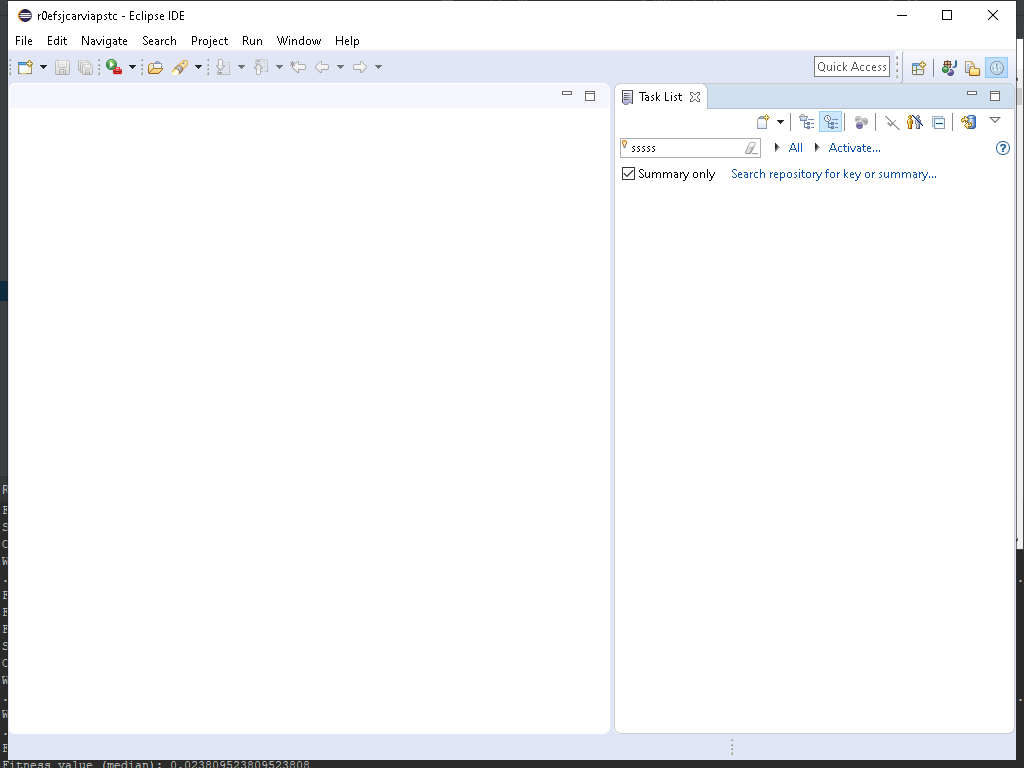 r0efsjcarviapstc - Eclipse IDE
File Edit Navigate Search Project Run Window Help
Quick Access
Task List
sssss
All
Activate...
Summary only
Search repository for key or summary...
Fitness value (median): 0.023809523809523808